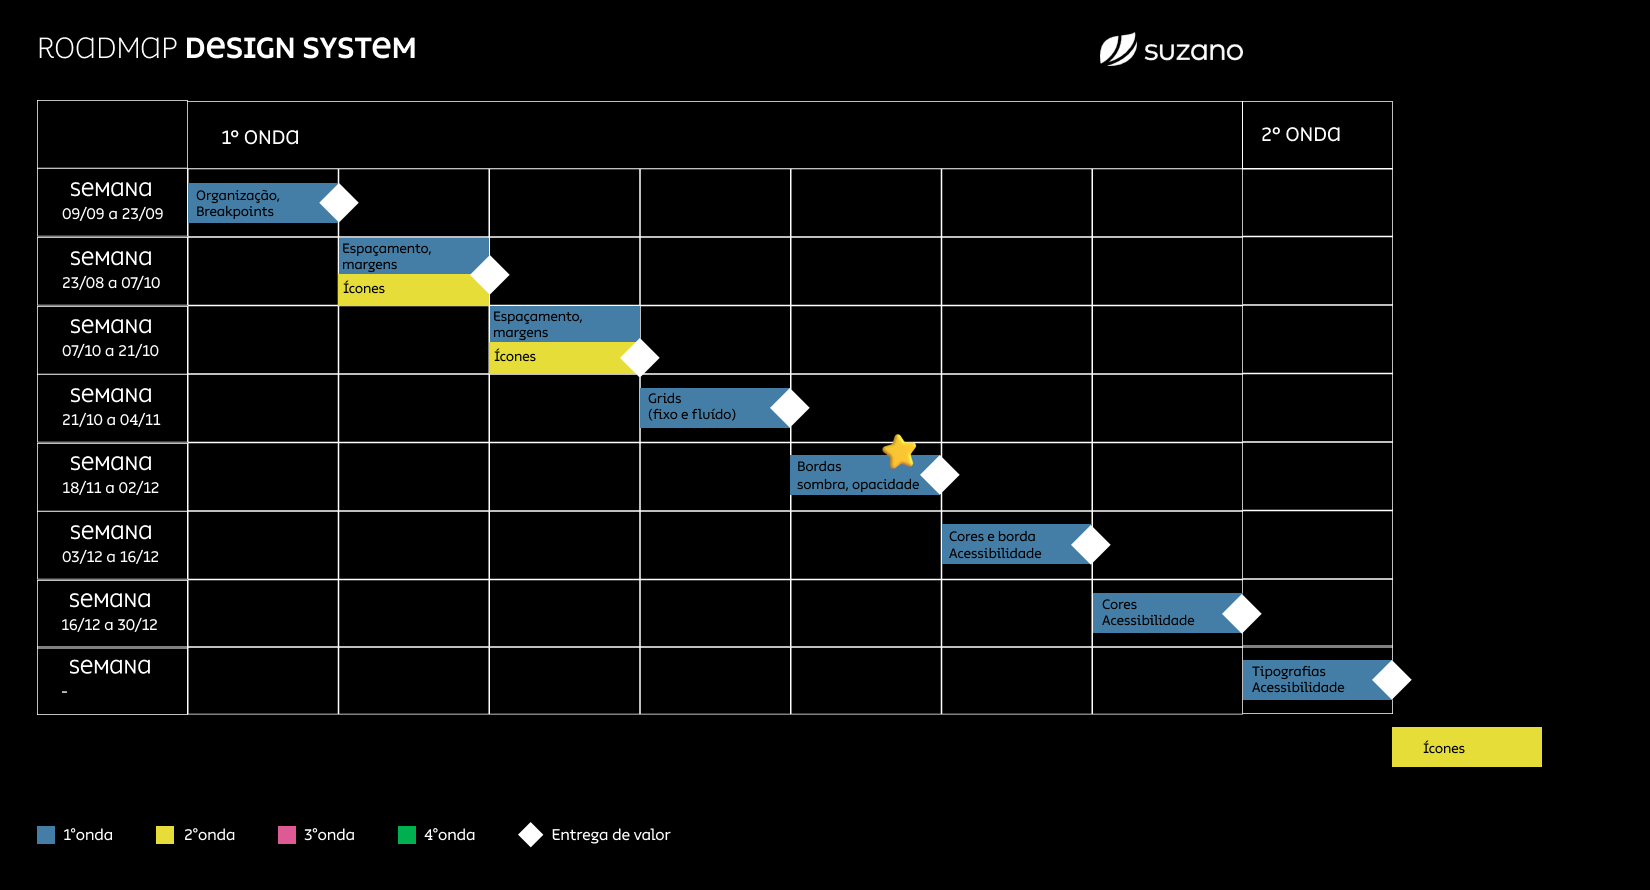 ROADMAP DESIGN SYSTEM
suzano
1º ONDA
2º ONDA
SEMANA
09/09 a 23/09
Organização,
Breakpoints
SEMANA
23/08 a 07/10
Espaçamento,
margens
Ícones
SEMANA
07/10 a 21/10
Espaçamento,
margens
Ícones
SEMANA
21/10 a 04/11
Grids
(fixo e fluído)
SEMANA
18/11 a 02/12
Bordas
sombra, opacidade
SEMANA
03/12 a 16/12
Cores e borda
Acessibilidade
SEMANA
16/12 a 30/12
Cores
Acessibilidade
SEMANA
-
Tipografias
Acessibilidade
Ícones
1°onda
2°onda
3°onda
4°onda
Entrega de valor